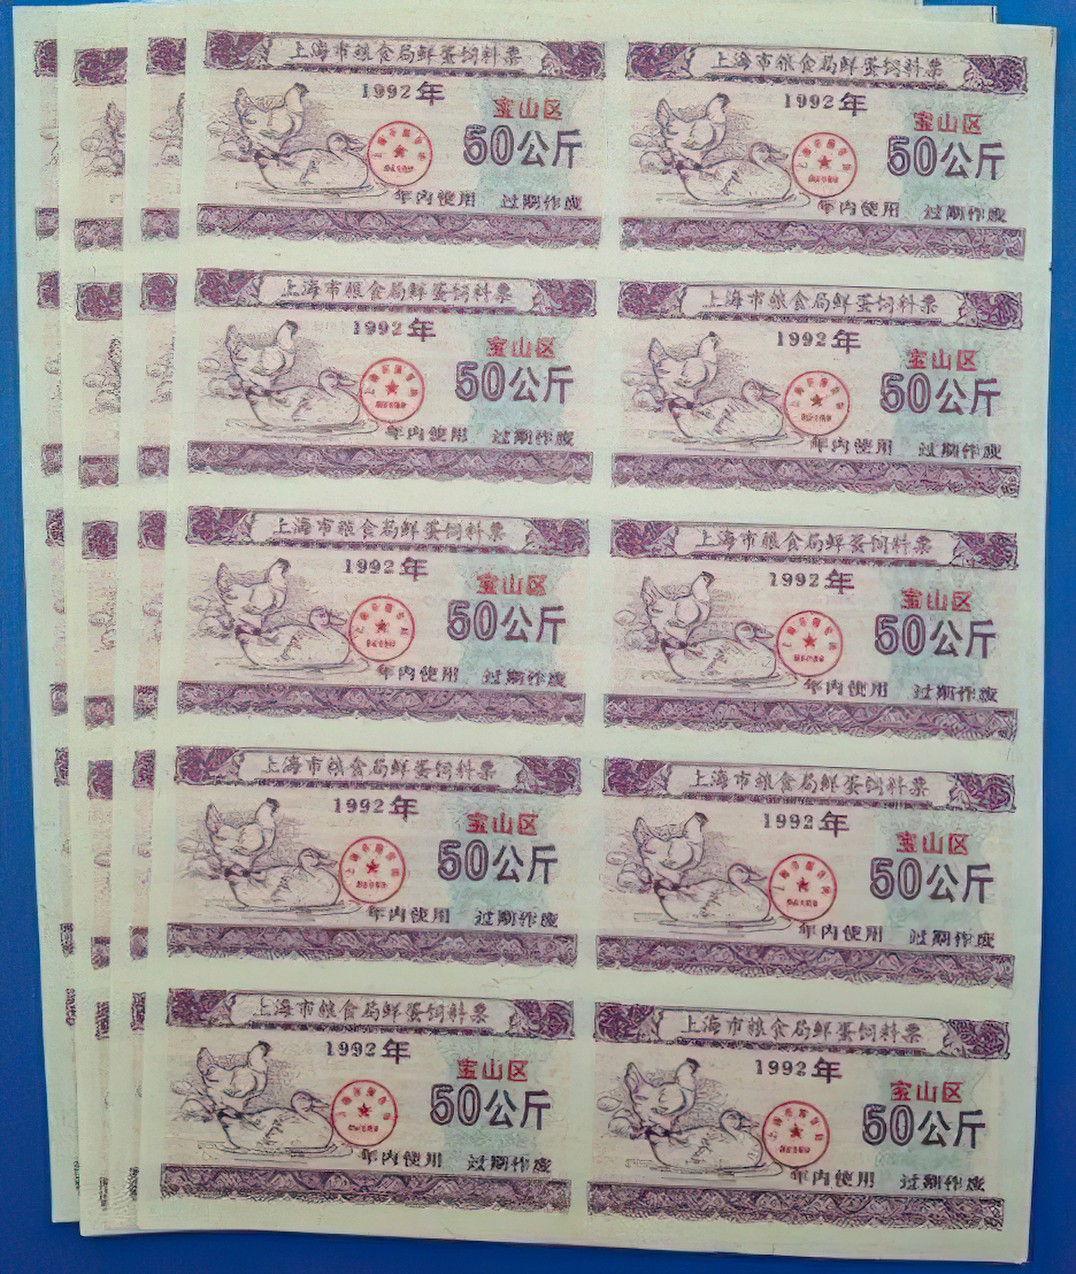 上海市粮食局鲜蛋饲料票
1992年
宝山区
50公斤
年内使用 过期作废
上海市粮食局鲜蛋饲料票
1992年
宝山区
50公斤
年内使用 过期作废
上海市粮食局鲜蛋饲料票
1992年
宝山区
50公斤
年内使用 过期作废
上海市粮食局鲜蛋饲料票
1992年
宝山区
50公斤
年内使用 过期作废
上海市粮食局鲜蛋饲料票
1992年
宝山区
50公斤
年内使用 过期作废
上海市粮食局鲜蛋饲料票
1992年
宝山区
50公斤
年内使用 过期作废
上海市粮食局鲜蛋饲料票
1992年
宝山区
50公斤
年内使用 过期作废
上海市粮食局鲜蛋饲料票
1992年
宝山区
50公斤
年内使用 过期作废
上海市粮食局鲜蛋饲料票
1992年
宝山区
50公斤
年内使用 过期作废
上海市粮食局鲜蛋饲料票
1992年
宝山区
50公斤
年内使用 过期作废